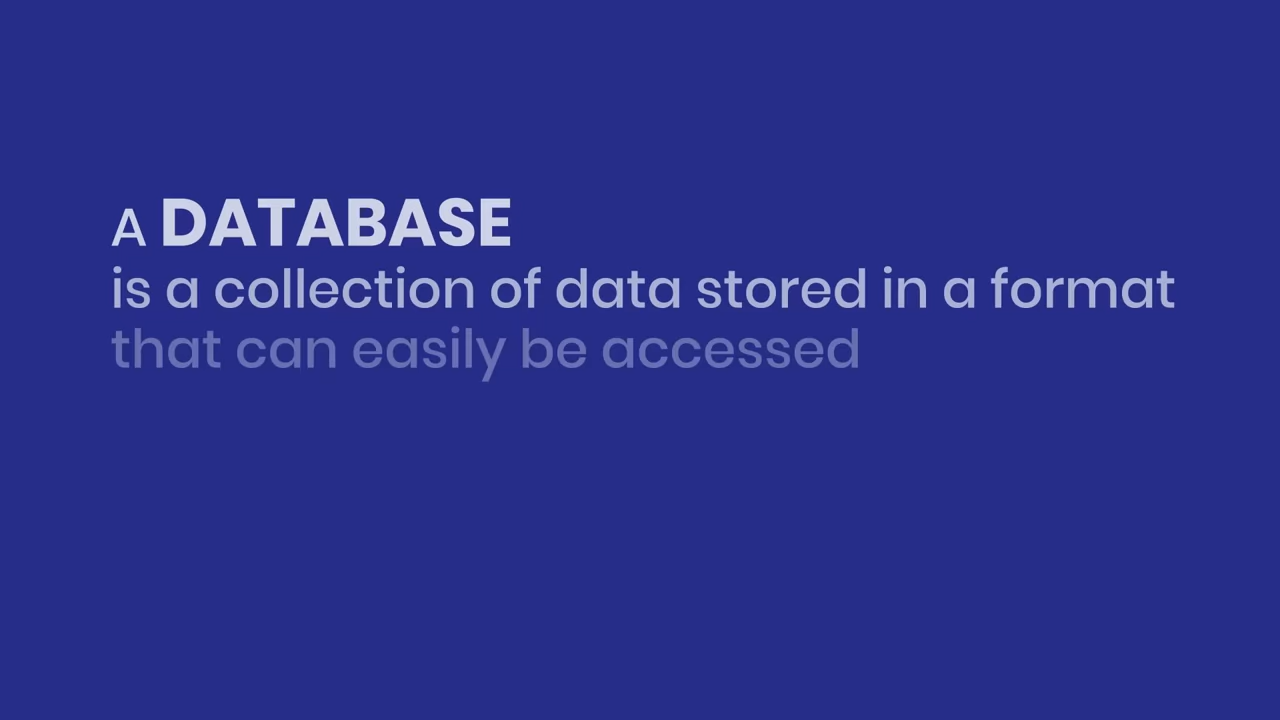 A DATABASE
is a collection of data stored in a format
that can easily be accessed